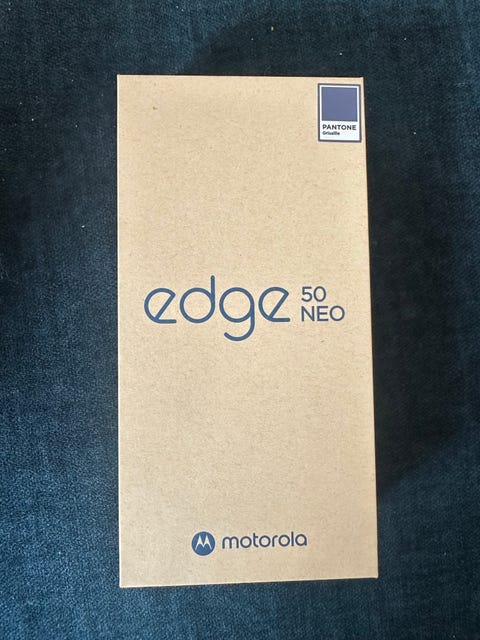 PANTONE
Grisaille
edge 50
NEO
motorola